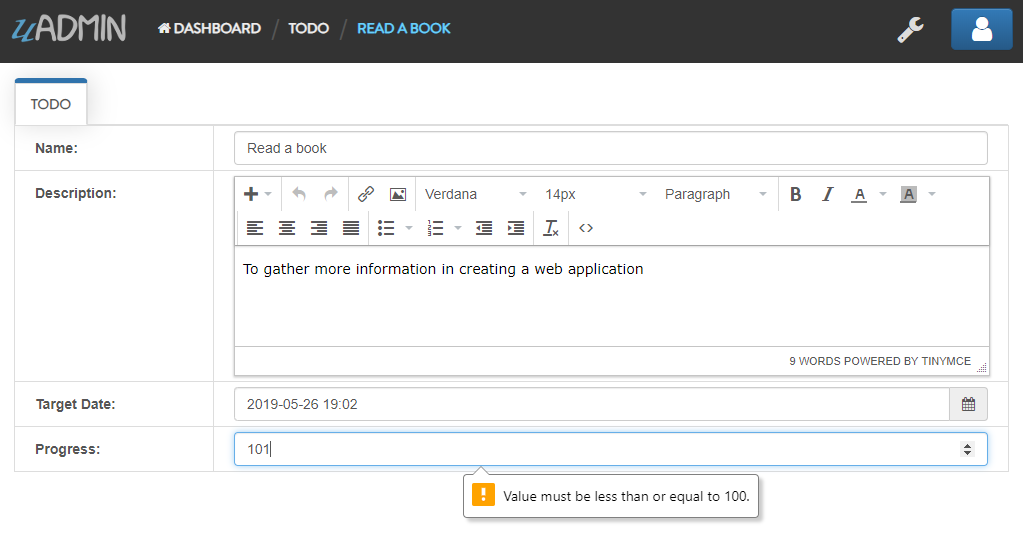 uADMIN DASHBOARD / TODO / READ A BOOK
TODO
Name: Read a book
Description:
Verdana 14px Paragraph B I A A
To gather more information in creating a web application
9 WORDS POWERED BY TINYMCE
Target Date: 2019-05-26 19:02
Progress: 101
! Value must be less than or equal to 100.